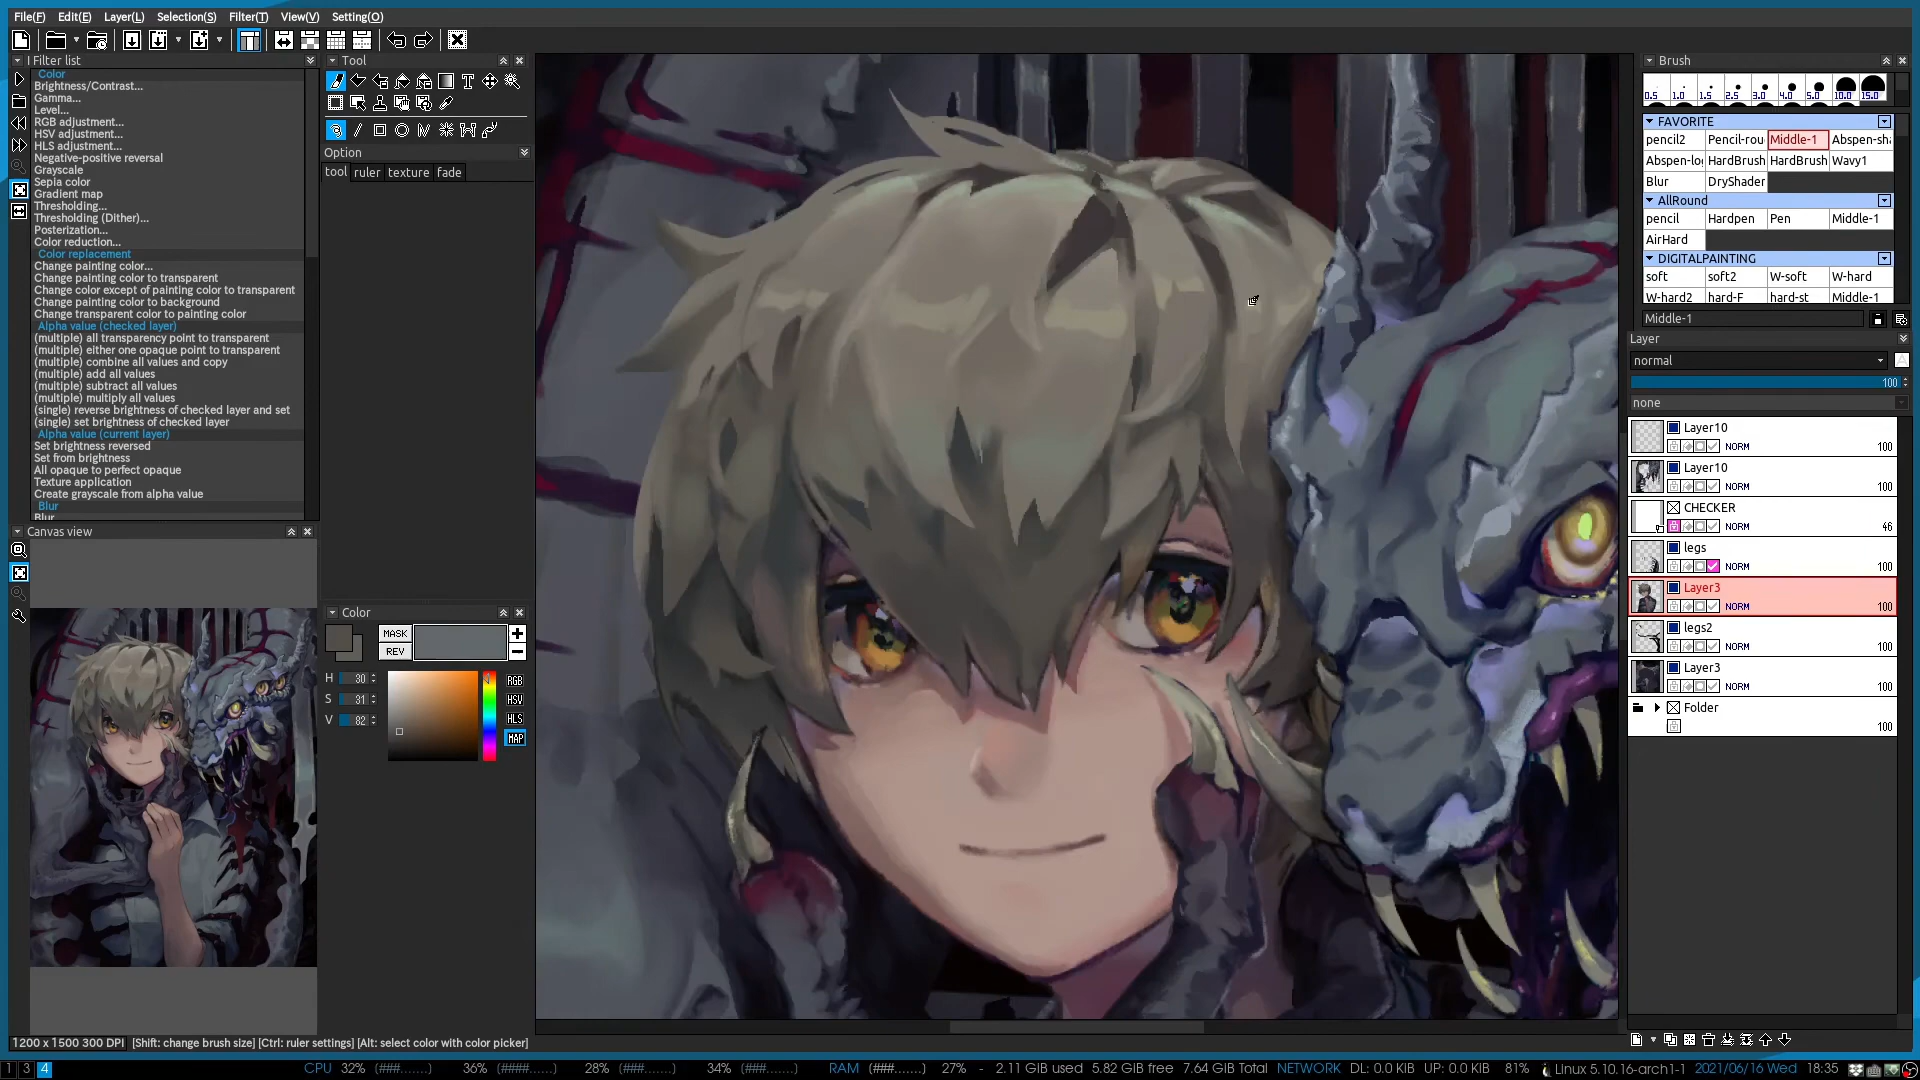 File(F) Edit(E) Layer(L) Selection(S) Filter(T) View(V) Setting(O)
Filter list
Color
Brightness/Contrast...
Gamma...
Level...
RGB adjustment...
HSV adjustment...
HLS adjustment...
Negative-positive reversal
Grayscale
Sepia color
Gradient map
Thresholding...
Thresholding (Dither)...
Posterization...
Color reduction...
Color replacement
Change painting color...
Change painting color to transparent
Change color except of painting color to transparent
Change painting color to background
Change transparent color to painting color
Alpha value (checked layer)
(multiple) all transparency point to transparent
(multiple) either one opaque point to transparent
(multiple) combine all values and copy
(multiple) add all values
(multiple) subtract all values
(multiple) multiply all values
(single) reverse brightness of checked layer and set
(single) set brightness of checked layer
Alpha value (current layer)
Set brightness reversed
Set from brightness
All opaque to perfect opaque
Texture application
Create grayscale from alpha value
Blur
Blur
Canvas view
Tool
Option
tool ruler texture fade
Color
MASK
REV
H 30
S 31
V 82
RGB
HSV
HLS
MAP
Brush
0.5 1.0 1.5 2.5 3.0 4.0 5.0 10.0 15.0
FAVORITE
pencil2 Pencil-rou Middle-1 Abspen-sh
Abspen-lo HardBrush HardBrush Wavy1
Blur DryShader
AllRound
pencil Hardpen Pen Middle-1
AirHard
DIGITALPAINTING
soft soft2 W-soft W-hard
W-hard2 hard-F hard-st Middle-1
Middle-1
Layer
normal
100
none
Layer10
NORM 100
Layer10
NORM 100
CHECKER
NORM 46
legs
NORM 100
Layer3
NORM 100
legs2
NORM 100
Layer3
NORM 100
Folder
100
1200 x 1500 300 DPI [Shift: change brush size] [Ctrl: ruler settings] [Alt: select color with color picker]
1 3 4 CPU 32% (###.......) 36% (####......) 28% (###.......) 34% (###.......) RAM (###.......) 27% - 2.11 GiB used 5.82 GiB free 7.64 GiB Total NETWORK DL: 0.0 KiB UP: 0.0 KiB 81% Linux 5.10.16-arch1-1 2021/06/16 Wed 18:35